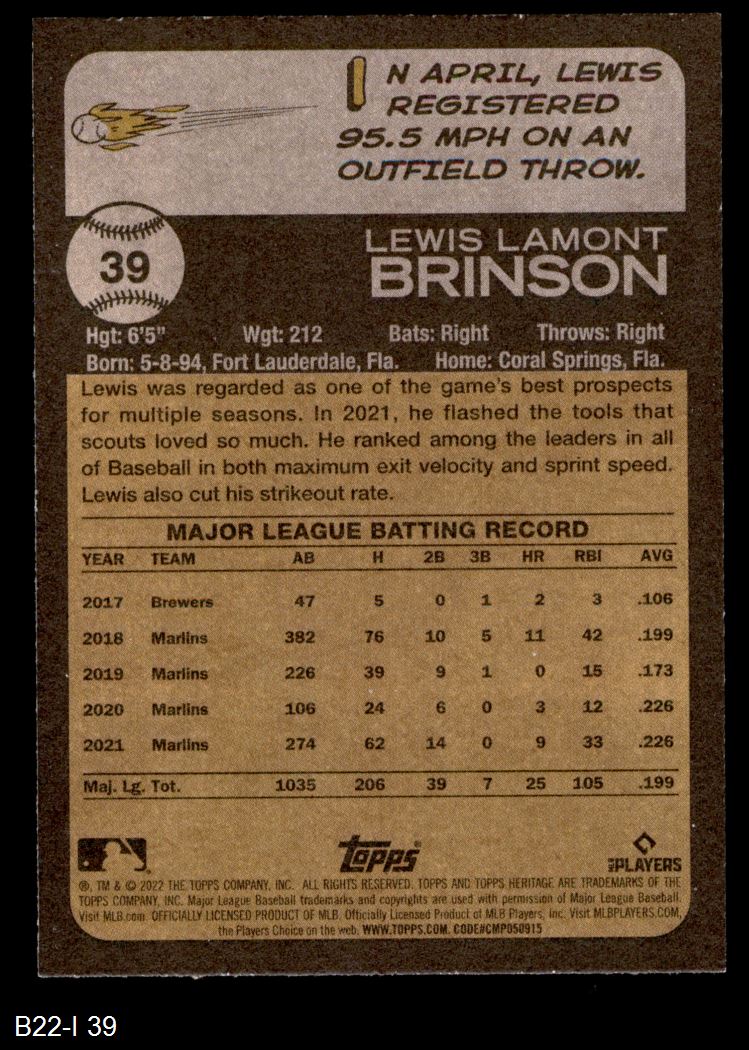 IN APRIL, LEWIS
REGISTERED
95.5 MPH ON AN
OUTFIELD THROW.
39
LEWIS LAMONT
BRINSON
Hgt: 6'5" Wgt: 212 Bats: Right Throws: Right
Born: 5-8-94, Fort Lauderdale, Fla. Home: Coral Springs, Fla.
Lewis was regarded as one of the game's best prospects
for multiple seasons. In 2021, he flashed the tools that
scouts loved so much. He ranked among the leaders in all
of Baseball in both maximum exit velocity and sprint speed.
Lewis also cut his strikeout rate.
MAJOR LEAGUE BATTING RECORD
YEAR TEAM AB H 2B 3B HR RBI AVG
2017 Brewers 47 5 0 1 2 3 .106
2018 Marlins 382 76 10 5 11 42 .199
2019 Marlins 226 39 9 1 0 15 .173
2020 Marlins 106 24 6 0 3 12 .226
2021 Marlins 274 62 14 0 9 33 .226
Maj. Lg. Tot. 1035 206 39 7 25 105 .199
Topps
MLB PLAYERS
®, TM & © 2022 THE TOPPS COMPANY, INC. ALL RIGHTS RESERVED. TOPPS AND TOPPS HERITAGE ARE TRADEMARKS OF THE
TOPPS COMPANY, INC. Major League Baseball trademarks and copyrights are used with permission of Major League Baseball.
Visit MLB.com. OFFICIALLY LICENSED PRODUCT OF MLB. Officially Licensed Product of MLB Players, Inc. Visit MLBPLAYERS.COM,
the Players Choice on the web. WWW.TOPPS.COM. CODE#CMP050915
B22-I 39